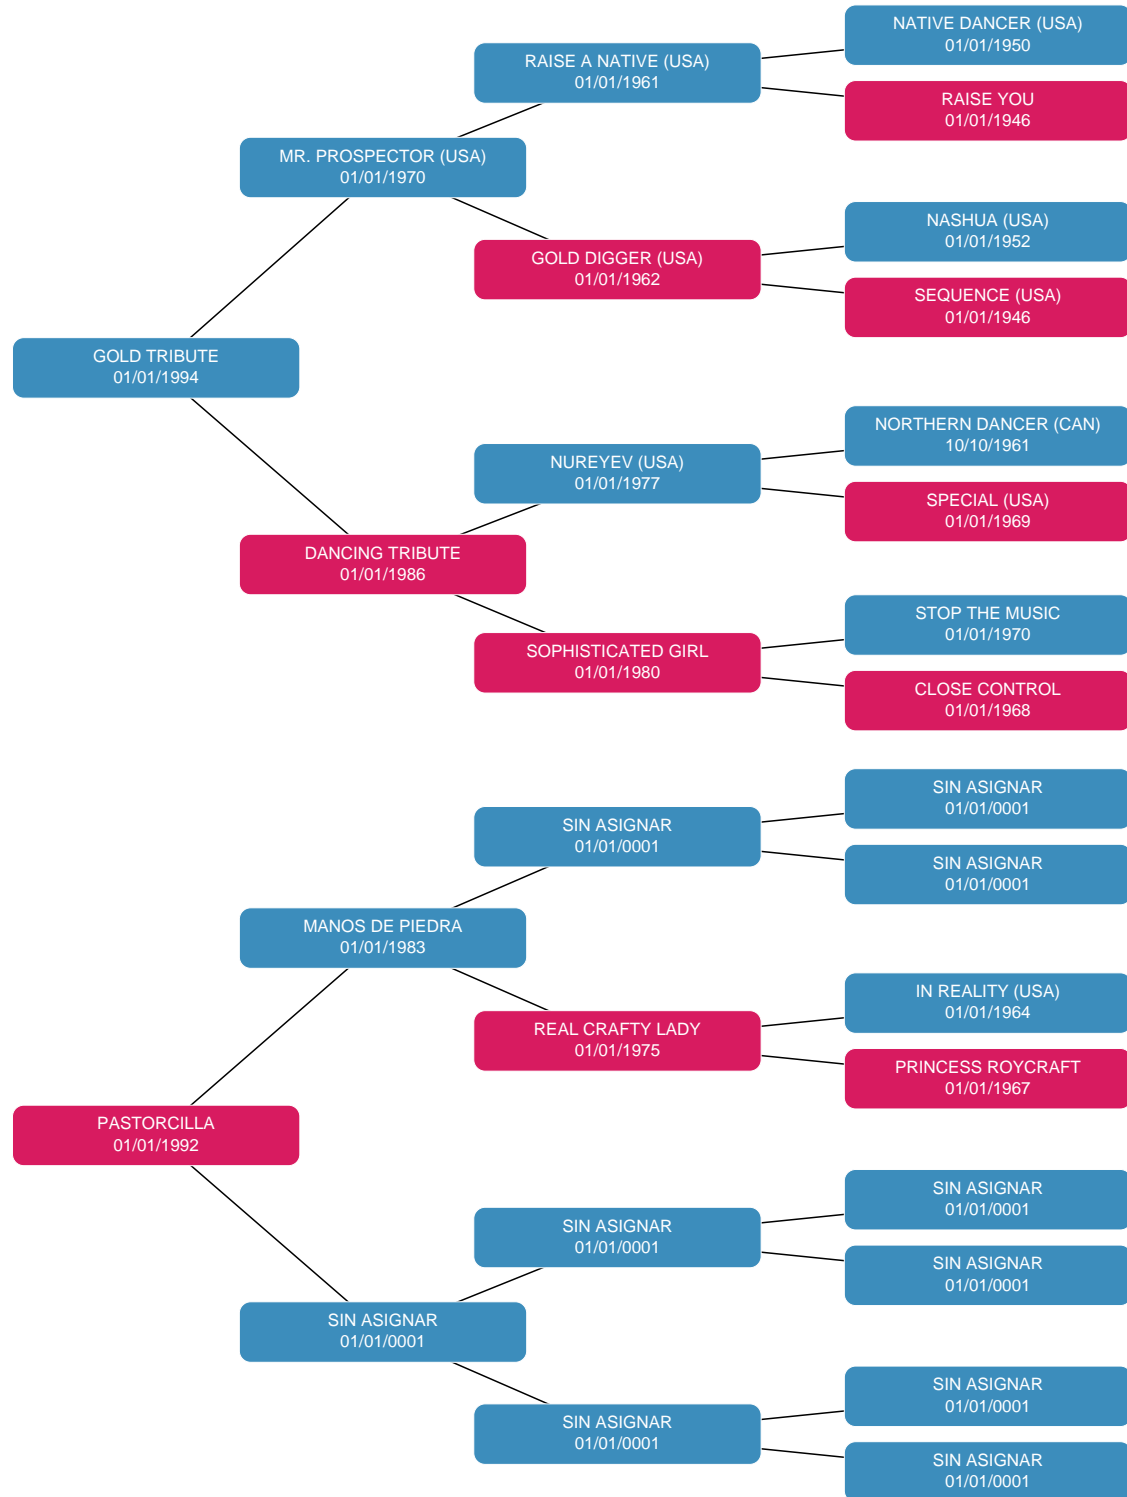 NATIVE DANCER (USA)
01/01/1950
RAISE A NATIVE (USA)
01/01/1961
RAISE YOU
01/01/1946
MR. PROSPECTOR (USA)
01/01/1970
NASHUA (USA)
01/01/1952
GOLD DIGGER (USA)
01/01/1962
SEQUENCE (USA)
01/01/1946
GOLD TRIBUTE
01/01/1994
NORTHERN DANCER (CAN)
10/10/1961
NUREYEV (USA)
01/01/1977
SPECIAL (USA)
01/01/1969
DANCING TRIBUTE
01/01/1986
STOP THE MUSIC
01/01/1970
SOPHISTICATED GIRL
01/01/1980
CLOSE CONTROL
01/01/1968
SIN ASIGNAR
01/01/0001
SIN ASIGNAR
01/01/0001
SIN ASIGNAR
01/01/0001
MANOS DE PIEDRA
01/01/1983
IN REALITY (USA)
01/01/1964
REAL CRAFTY LADY
01/01/1975
PRINCESS ROYCRAFT
01/01/1967
PASTORCILLA
01/01/1992
SIN ASIGNAR
01/01/0001
SIN ASIGNAR
01/01/0001
SIN ASIGNAR
01/01/0001
SIN ASIGNAR
01/01/0001
SIN ASIGNAR
01/01/0001
SIN ASIGNAR
01/01/0001
SIN ASIGNAR
01/01/0001